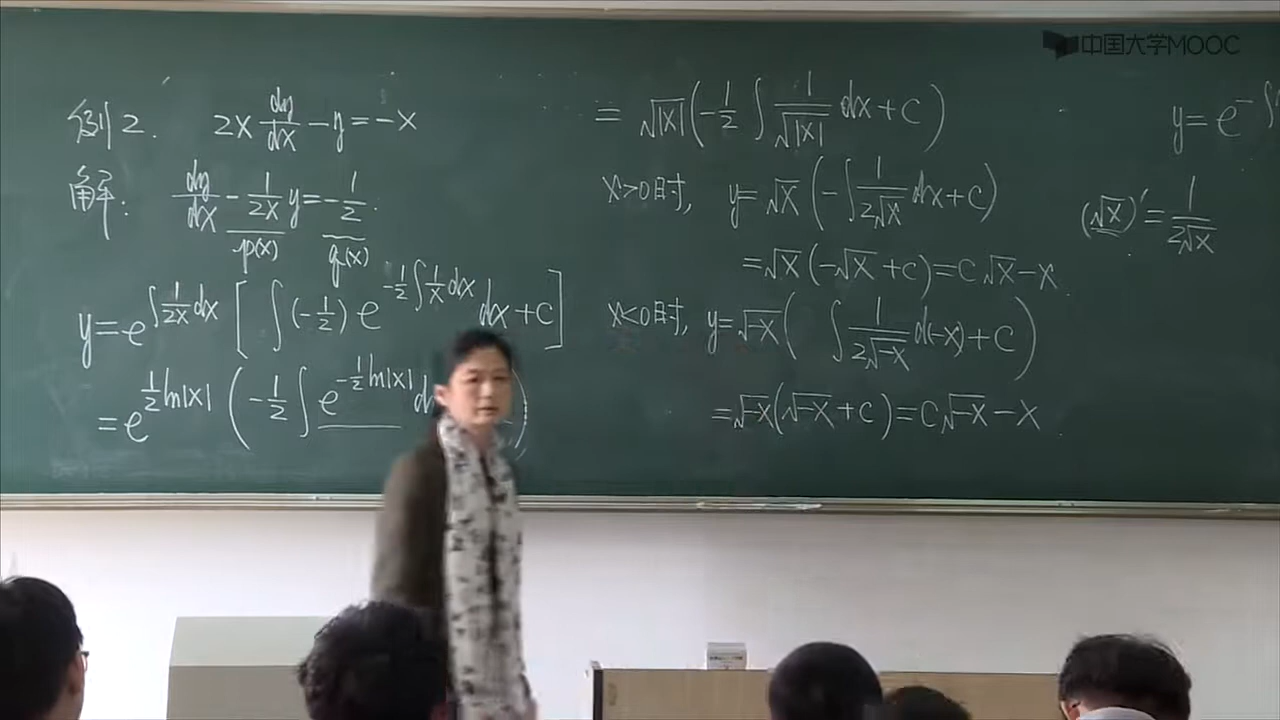 中国大学MOOC
例2. 2x dy/dx - y = -x
解: dy/dx - 1/(2x) y = -1/2.
p(x) q(x)
y = e^{∫ 1/(2x) dx} [ ∫ (-1/2) e^{-1/2 ∫ 1/x dx} dx + C ]
= e^{1/2 ln|x|} ( -1/2 ∫ e^{-1/2 ln|x|} d )
= √|x| ( -1/2 ∫ 1/√|x| dx + C )
x>0时, y = √x ( -∫ 1/(2√x) dx + C )
= √x (-√x + C) = C√x - x.
x<0时, y = √-x ( ∫ 1/(2√-x) d(-x) + C )
= √-x (√-x + C) = C√-x - x
y = e^{-∫
(√x)' = 1/(2√x)